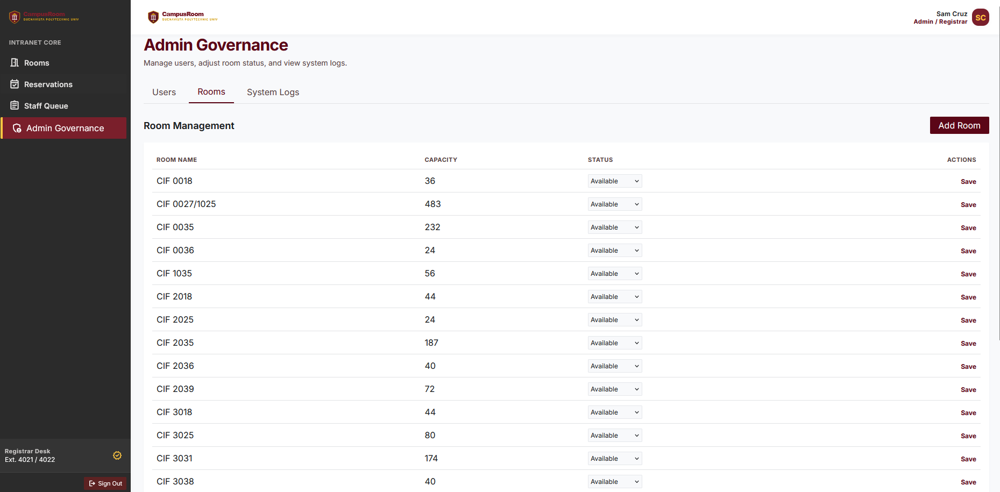 CampusRoom
BUENAVISTA POLYTECHNIC UNIV
INTRANET CORE
Rooms
Reservations
Staff Queue
Admin Governance
Registrar Desk
Ext. 4021 / 4022
Sign Out
CampusRoom
BUENAVISTA POLYTECHNIC UNIV
Sam Cruz
Admin / Registrar
SC
Admin Governance
Manage users, adjust room status, and view system logs.
Users Rooms System Logs
Room Management
Add Room
ROOM NAME CAPACITY STATUS ACTIONS
CIF 0018 36 Available Save
CIF 0027/1025 483 Available Save
CIF 0035 232 Available Save
CIF 0036 24 Available Save
CIF 1035 56 Available Save
CIF 2018 44 Available Save
CIF 2025 24 Available Save
CIF 2035 187 Available Save
CIF 2036 40 Available Save
CIF 2039 72 Available Save
CIF 3018 44 Available Save
CIF 3025 80 Available Save
CIF 3031 174 Available Save
CIF 3038 40 Available Save